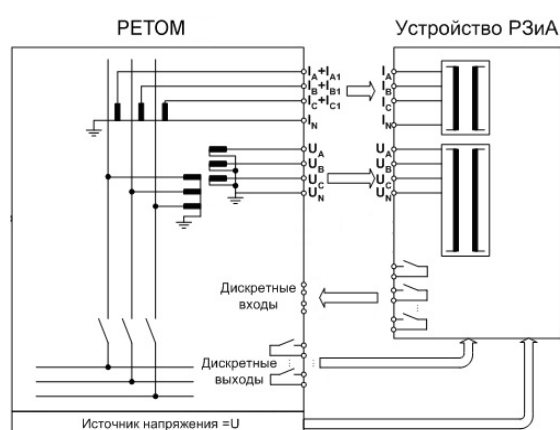 РЕТОМ
Устройство РЗиА
IA+IA1
IB+IB1
IC+IC1
IN
IA
IB
IC
IN
UA
UB
UC
UN
UA
UB
UC
UN
Дискретные
входы
Дискретные
выходы
Источник напряжения =U